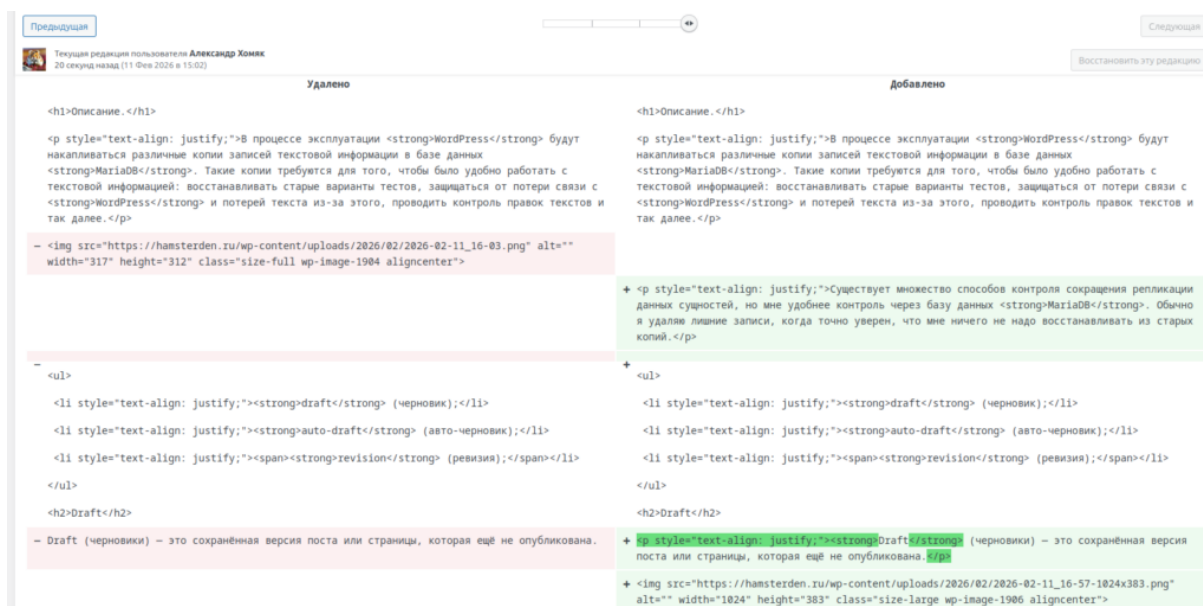 Предыдущая
Следующая
Текущая редакция пользователя Александр Хомяк
20 секунд назад (11 Фев 2026 в 15:02)
Восстановить эту редакцию
Удалено
Добавлено
<h1>Описание.</h1>
<p style="text-align: justify;">В процессе эксплуатации <strong>WordPress</strong> будут
накапливаться различные копии записей текстовой информации в базе данных
<strong>MariaDB</strong>. Такие копии требуются для того, чтобы было удобно работать с
текстовой информацией: восстанавливать старые варианты тестов, защищаться от потери связи с
<strong>WordPress</strong> и потерей текста из-за этого, проводить контроль правок текстов и
так далее.</p>
– <img src="https://hamsterden.ru/wp-content/uploads/2026/02/2026-02-11_16-03.png" alt=""
width="317" height="312" class="size-full wp-image-1904 aligncenter">
–
<ul>
<li style="text-align: justify;"><strong>draft</strong> (черновик);</li>
<li style="text-align: justify;"><strong>auto-draft</strong> (авто-черновик);</li>
<li style="text-align: justify;"><span><strong>revision</strong> (ревизия);</span></li>
</ul>
<h2>Draft</h2>
– Draft (черновики) — это сохранённая версия поста или страницы, которая ещё не опубликована.
<h1>Описание.</h1>
<p style="text-align: justify;">В процессе эксплуатации <strong>WordPress</strong> будут
накапливаться различные копии записей текстовой информации в базе данных
<strong>MariaDB</strong>. Такие копии требуются для того, чтобы было удобно работать с
текстовой информацией: восстанавливать старые варианты тестов, защищаться от потери связи с
<strong>WordPress</strong> и потерей текста из-за этого, проводить контроль правок текстов и
так далее.</p>
+ <p style="text-align: justify;">Существует множество способов контроля сокращения репликации
данных сущностей, но мне удобнее контроль через базу данных <strong>MariaDB</strong>. Обычно
я удаляю лишние записи, когда точно уверен, что мне ничего не надо восстанавливать из старых
копий.</p>
+
<ul>
<li style="text-align: justify;"><strong>draft</strong> (черновик);</li>
<li style="text-align: justify;"><strong>auto-draft</strong> (авто-черновик);</li>
<li style="text-align: justify;"><span><strong>revision</strong> (ревизия);</span></li>
</ul>
<h2>Draft</h2>
+ <p style="text-align: justify;"><strong>Draft</strong> (черновики) — это сохранённая версия
поста или страницы, которая ещё не опубликована.</p>
+ <img src="https://hamsterden.ru/wp-content/uploads/2026/02/2026-02-11_16-57-1024x383.png"
alt="" width="1024" height="383" class="size-large wp-image-1906 aligncenter">